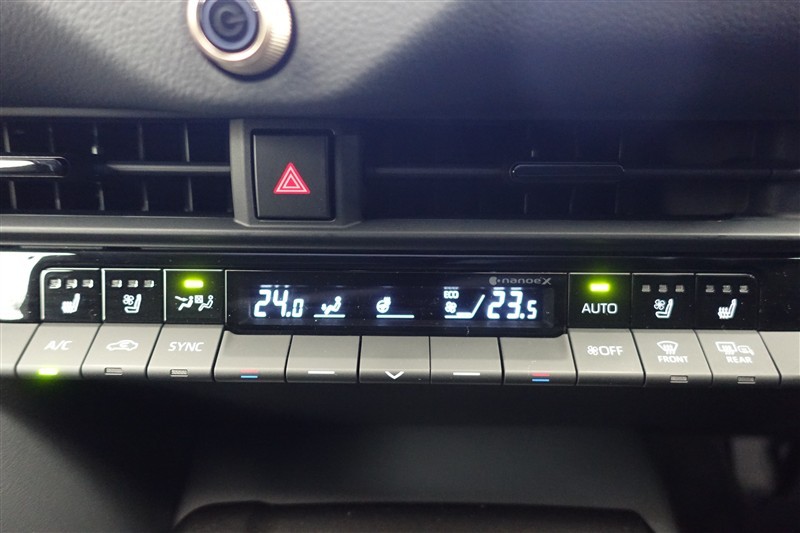 nanoeX
24.0
ECO
23.5
AUTO
A/C
SYNC
OFF
FRONT
REAR